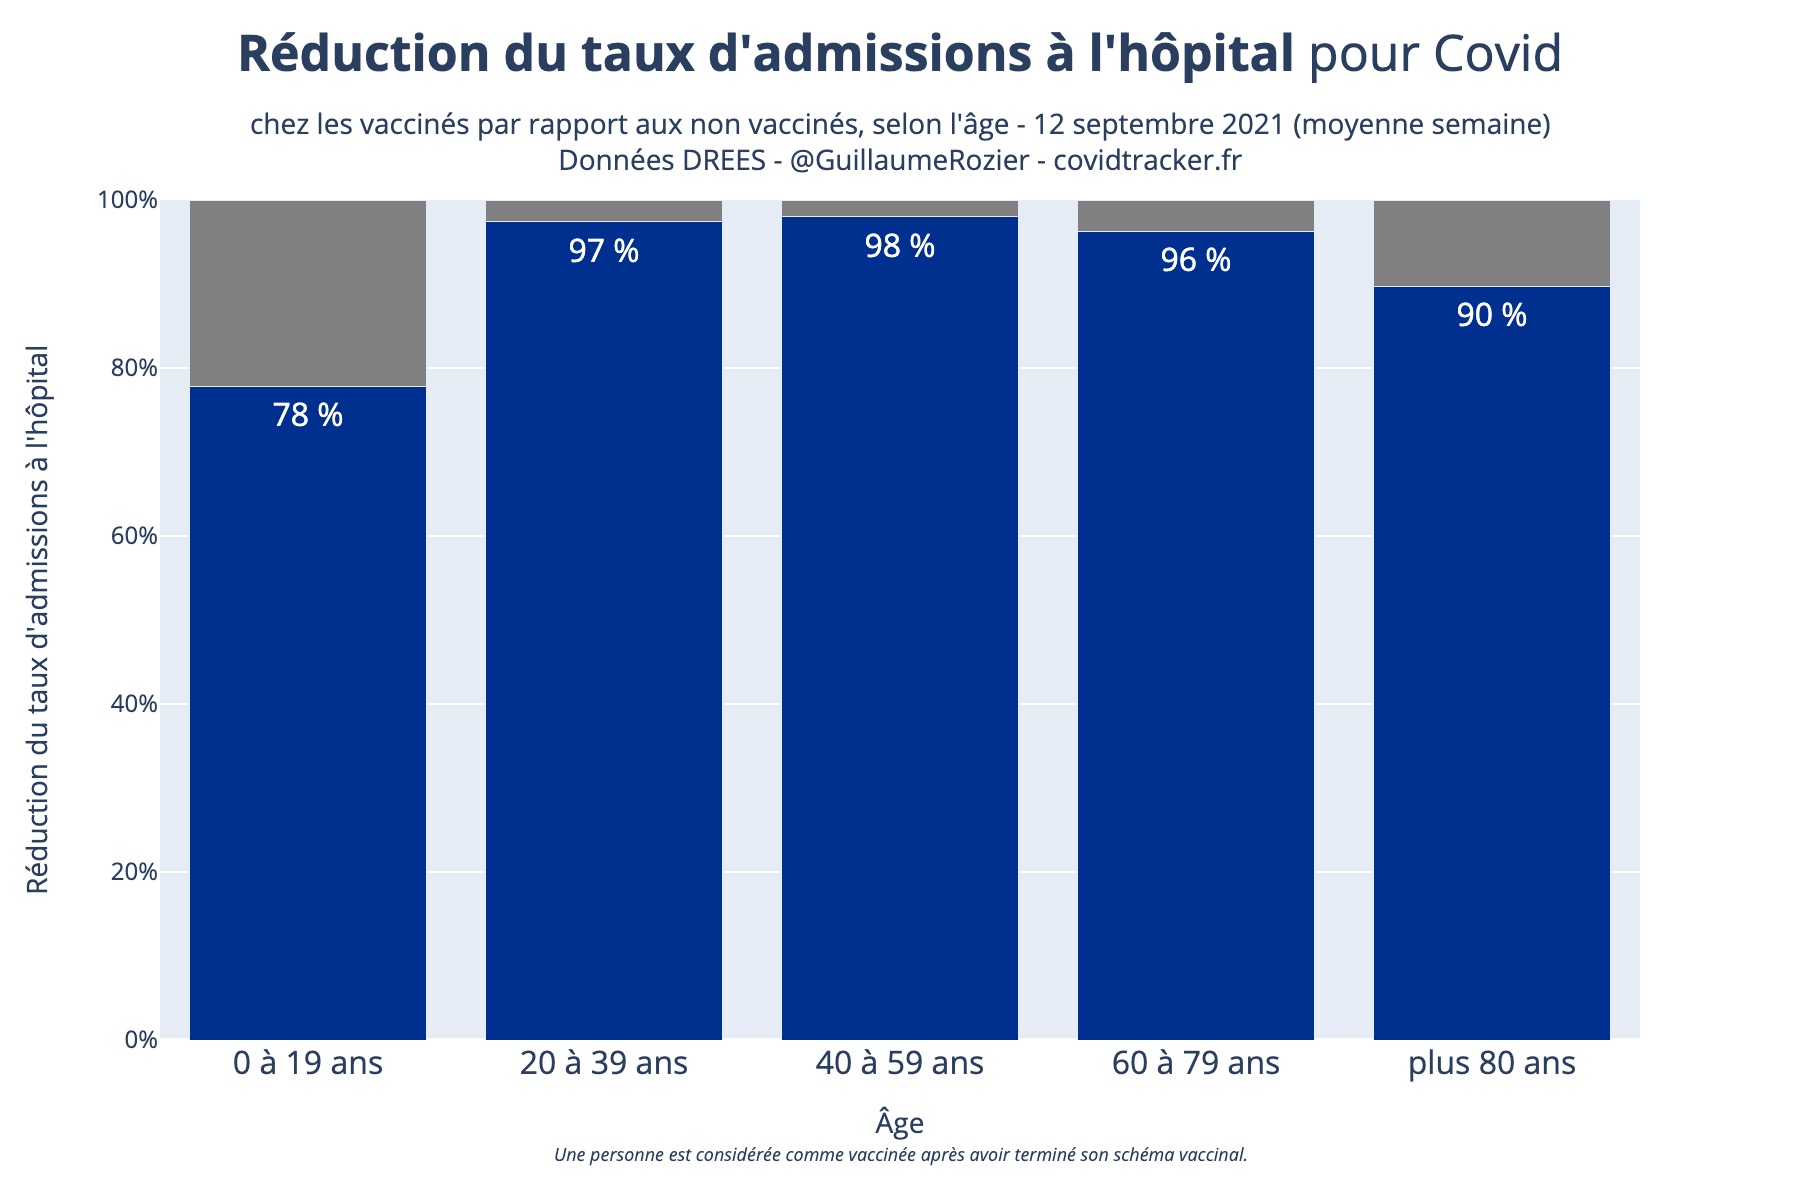 Réduction du taux d'admissions à l'hôpital pour Covid
chez les vaccinés par rapport aux non vaccinés, selon l'âge - 12 septembre 2021 (moyenne semaine)
Données DREES - @GuillaumeRozier - covidtracker.fr
Réduction du taux d'admissions à l'hôpital
100%
80%
60%
40%
20%
0%
78 %
97 %
98 %
96 %
90 %
0 à 19 ans
20 à 39 ans
40 à 59 ans
60 à 79 ans
plus 80 ans
Âge
Une personne est considérée comme vaccinée après avoir terminé son schéma vaccinal.